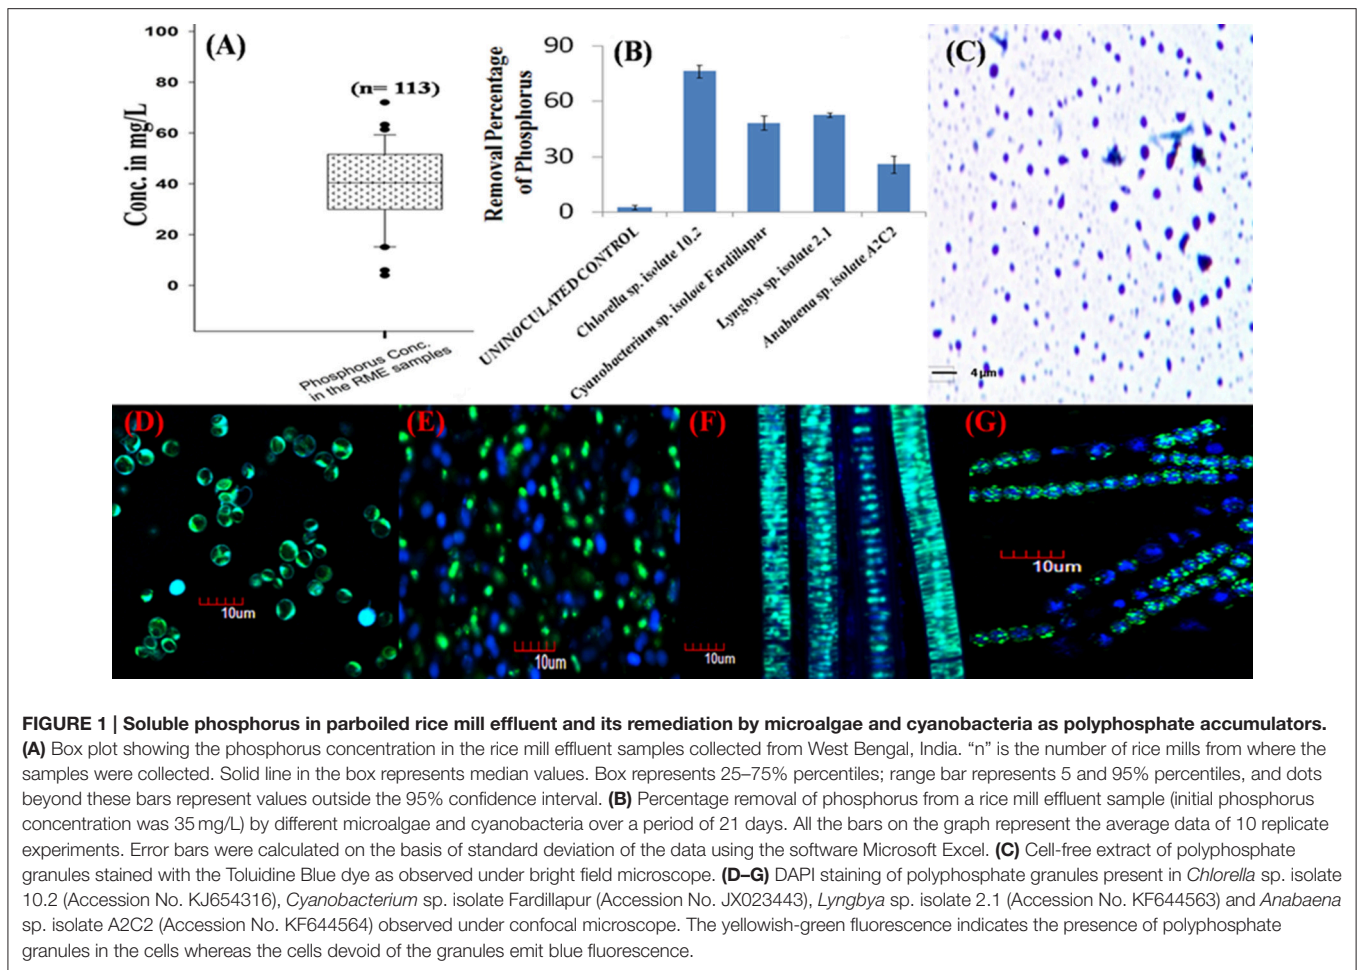 (A)
100
80
60
40
20
0
Conc. in mg/L
(n= 113)
Phosphorus Conc.
in the RME samples
(B)
90
60
30
0
Removal Percentage
of Phosphorus
UNINOCULATED CONTROL
Chlorella sp. isolate 10.2
Cyanobacterium sp. isolate Fardillapur
Lyngbya sp. isolate 2.1
Anabaena sp. isolate A2C2
(C)
4µm
(D)
10um
(E)
10um
(F)
10um
(G)
10um
FIGURE 1 | Soluble phosphorus in parboiled rice mill effluent and its remediation by microalgae and cyanobacteria as polyphosphate accumulators.
(A) Box plot showing the phosphorus concentration in the rice mill effluent samples collected from West Bengal, India. “n” is the number of rice mills from where the
samples were collected. Solid line in the box represents median values. Box represents 25–75% percentiles; range bar represents 5 and 95% percentiles, and dots
beyond these bars represent values outside the 95% confidence interval. (B) Percentage removal of phosphorus from a rice mill effluent sample (initial phosphorus
concentration was 35 mg/L) by different microalgae and cyanobacteria over a period of 21 days. All the bars on the graph represent the average data of 10 replicate
experiments. Error bars were calculated on the basis of standard deviation of the data using the software Microsoft Excel. (C) Cell-free extract of polyphosphate
granules stained with the Toluidine Blue dye as observed under bright field microscope. (D–G) DAPI staining of polyphosphate granules present in Chlorella sp. isolate
10.2 (Accession No. KJ654316), Cyanobacterium sp. isolate Fardillapur (Accession No. JX023443), Lyngbya sp. isolate 2.1 (Accession No. KF644563) and Anabaena
sp. isolate A2C2 (Accession No. KF644564) observed under confocal microscope. The yellowish-green fluorescence indicates the presence of polyphosphate
granules in the cells whereas the cells devoid of the granules emit blue fluorescence.